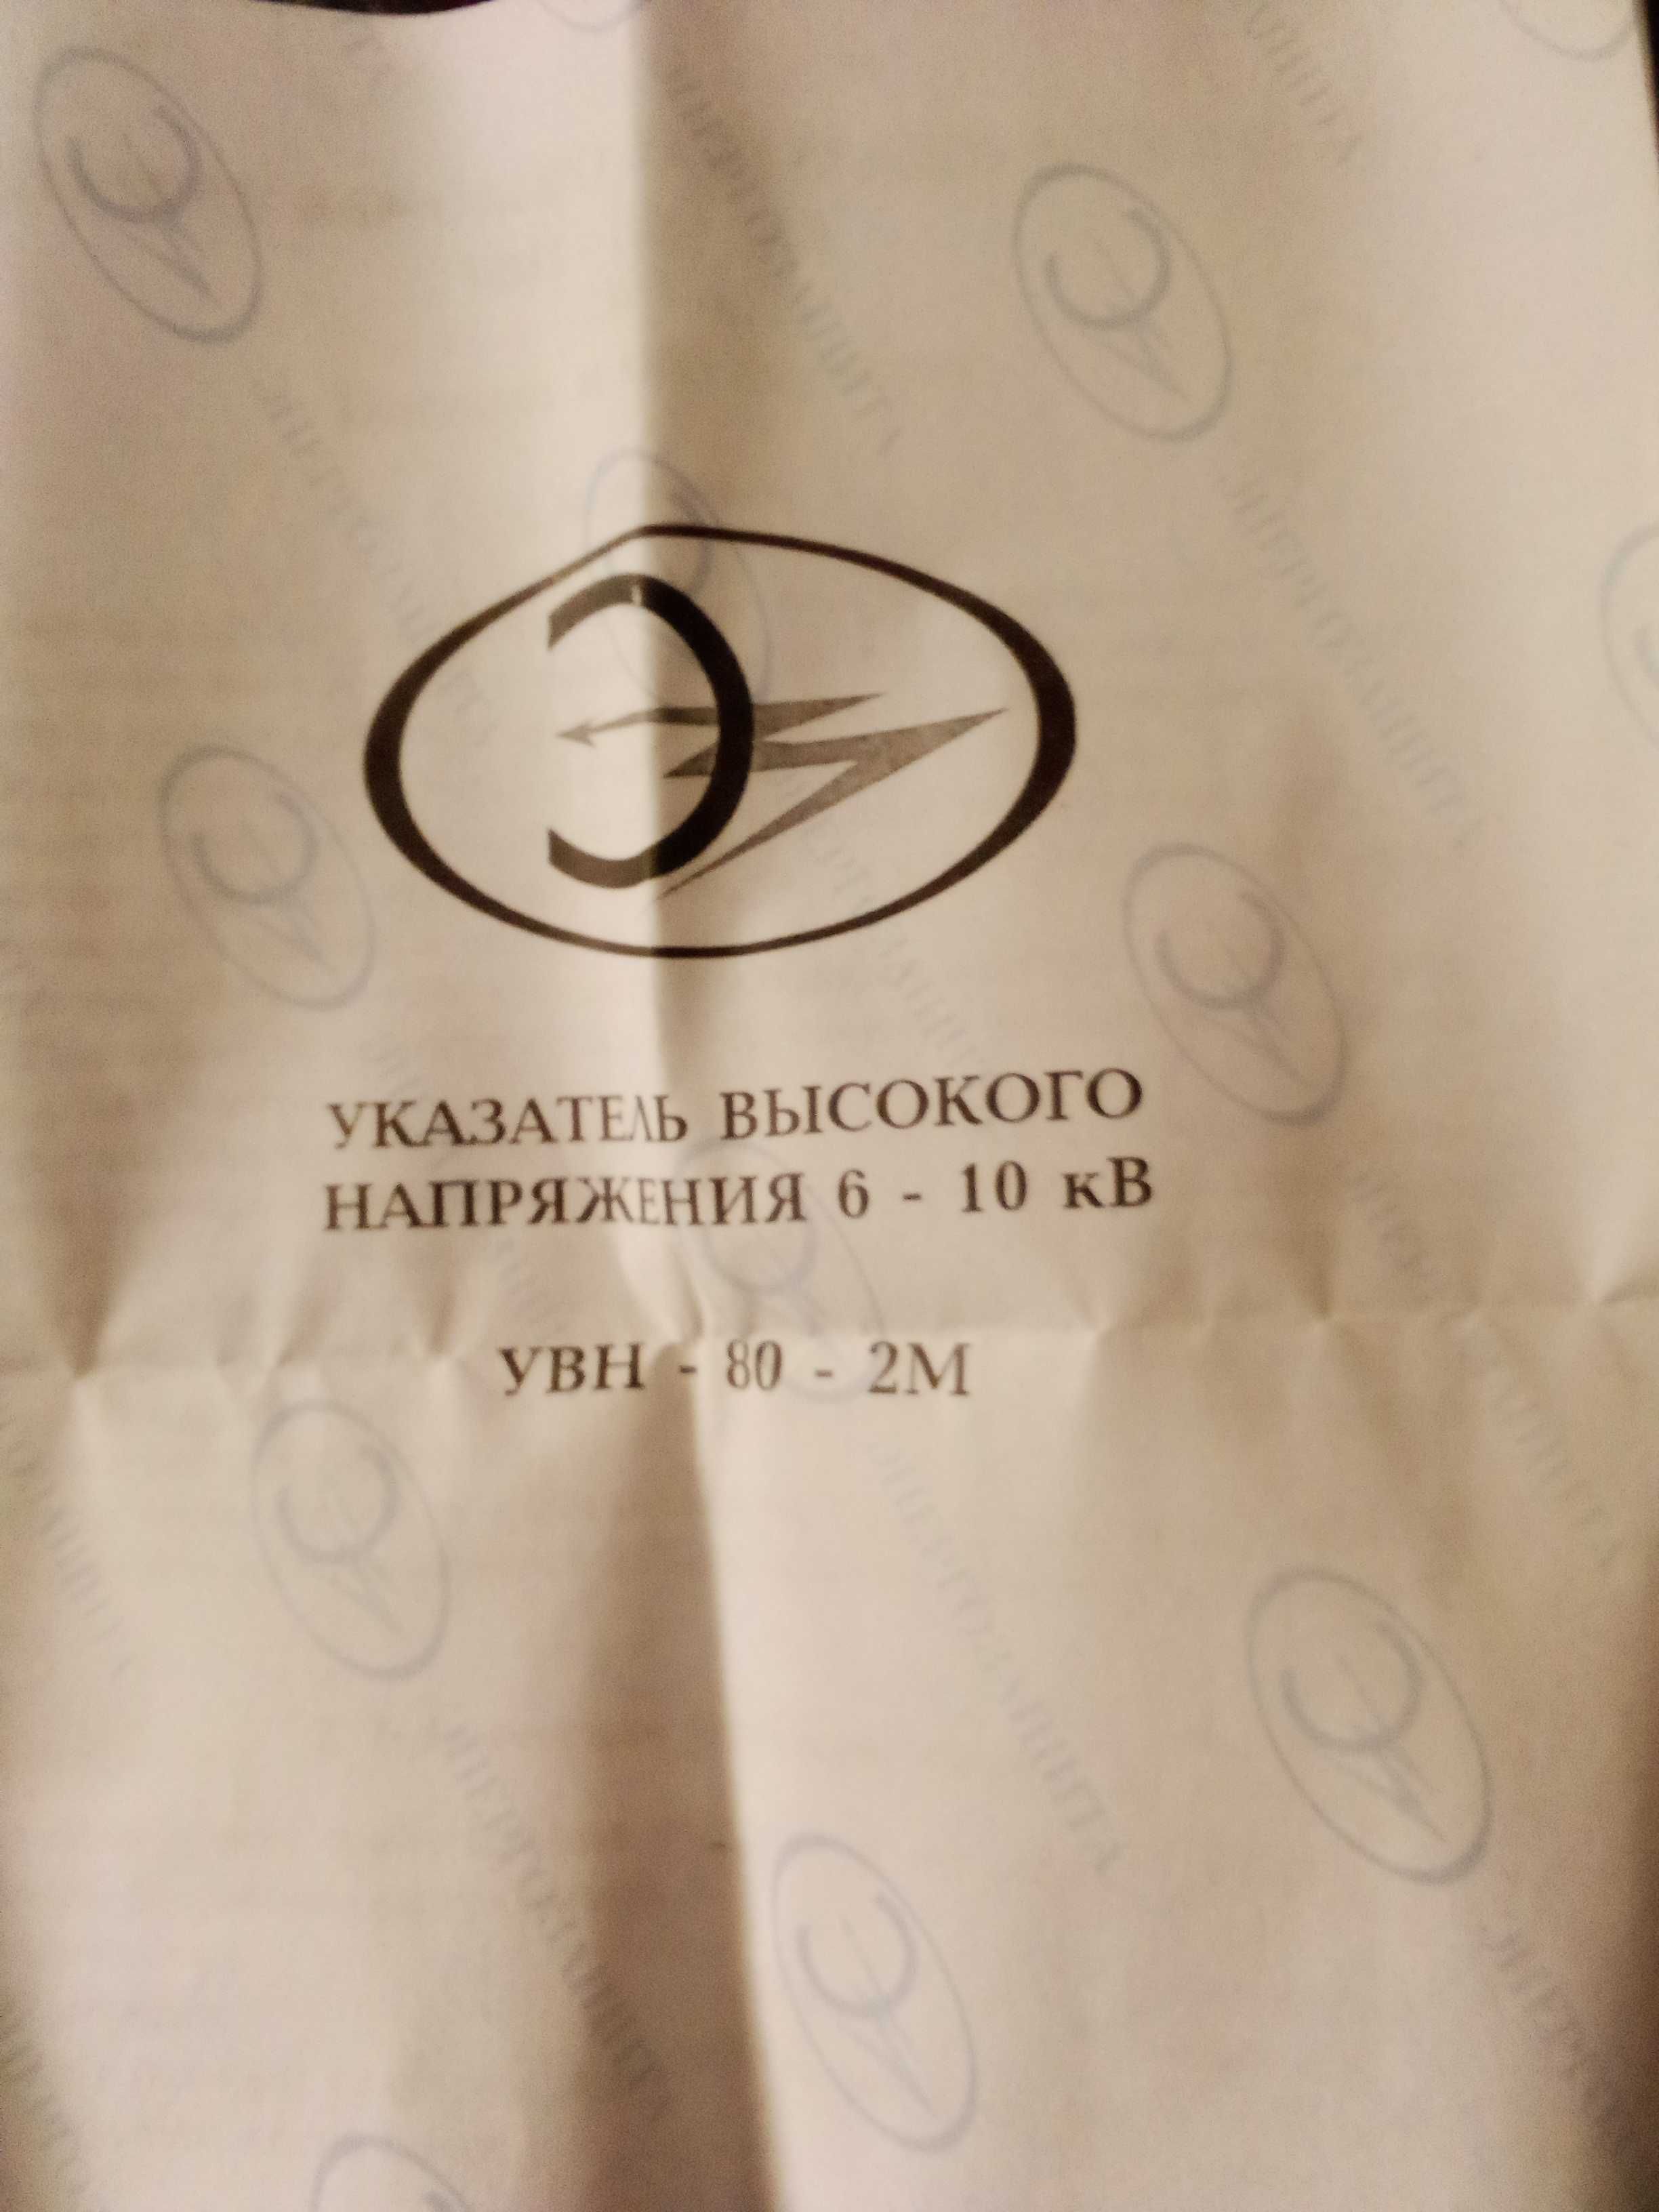 УКАЗАТЕЛЬ ВЫСОКОГО
НАПРЯЖЕНИЯ 6 - 10 кВ
УВН - 80 - 2М